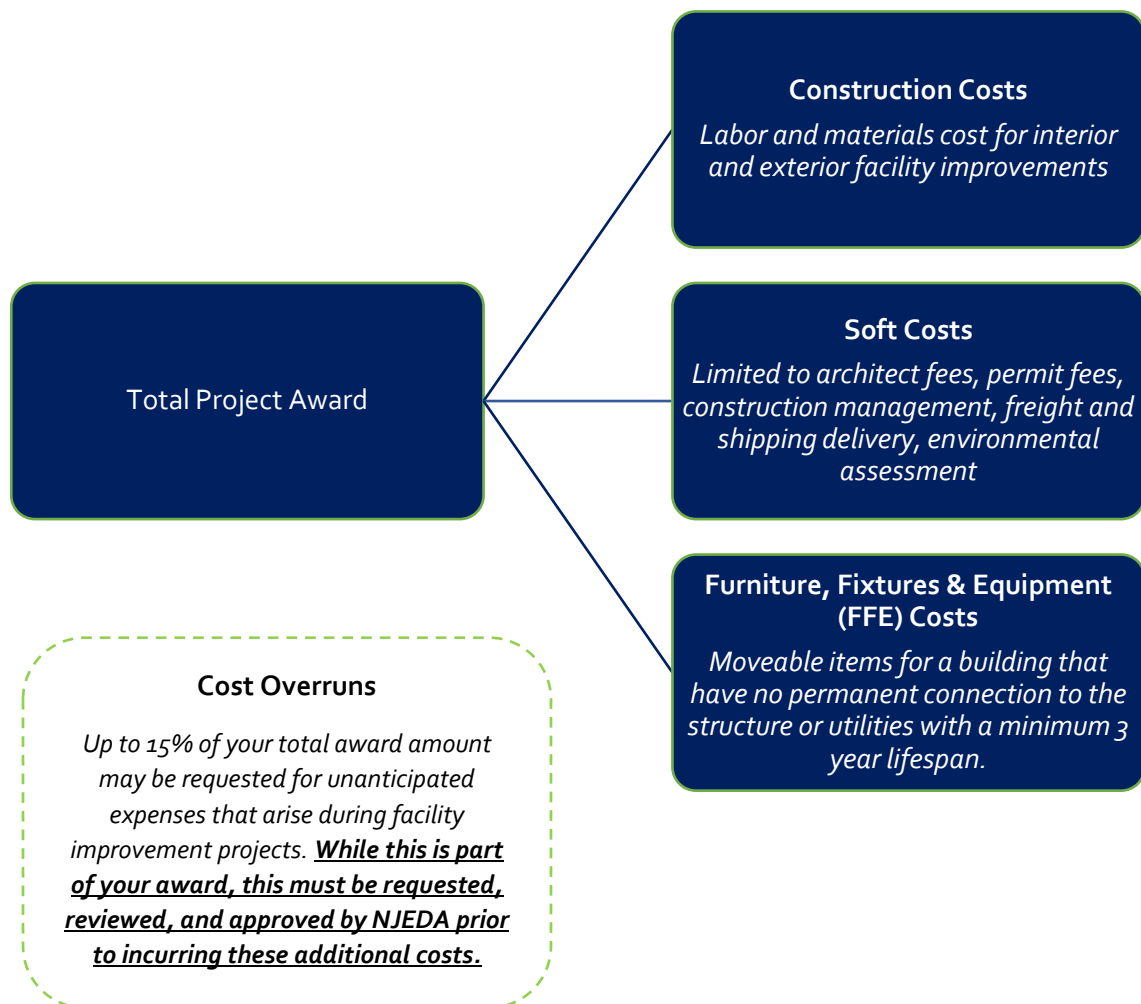 Construction Costs
Labor and materials cost for interior
and exterior facility improvements
Total Project Award
Soft Costs
Limited to architect fees, permit fees,
construction management, freight and
shipping delivery, environmental
assessment
Furniture, Fixtures & Equipment
(FFE) Costs
Moveable items for a building that
have no permanent connection to the
structure or utilities with a minimum 3
year lifespan.
Cost Overruns
Up to 15% of your total award amount
may be requested for unanticipated
expenses that arise during facility
improvement projects. While this is part
of your award, this must be requested,
reviewed, and approved by NJEDA prior
to incurring these additional costs.